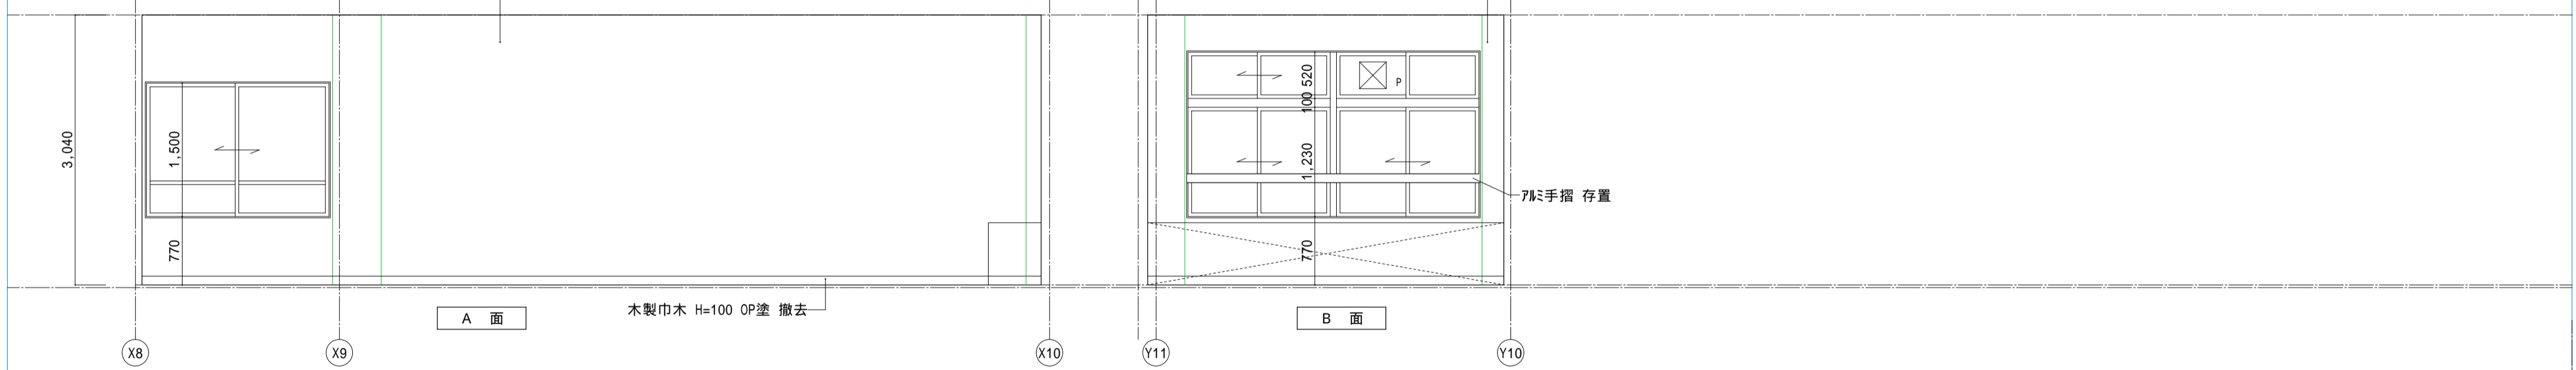 3,040
1,500
770
木製巾木 H=100 OP塗 撤去
A 面
X8
X9
X10
520
100
1,230
770
P
ｱﾙﾐ手摺 存置
B 面
Y11
Y10